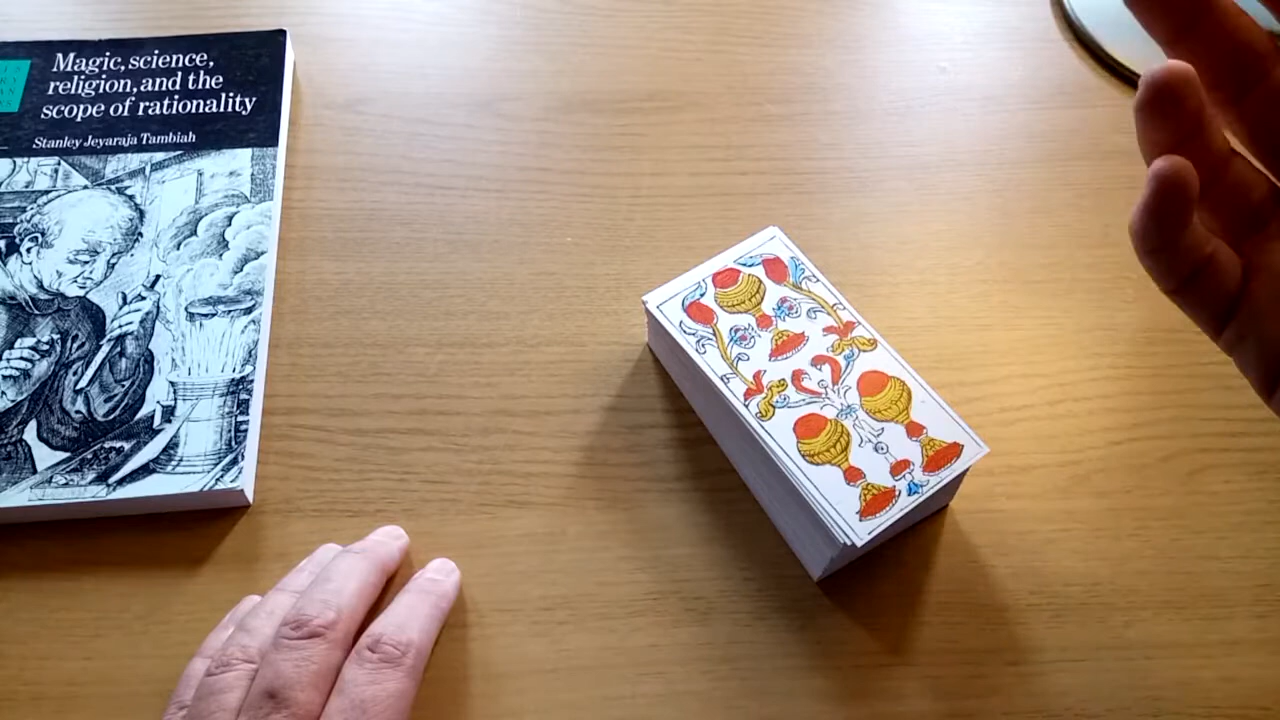 Magic, science,
religion, and the
scope of rationality
Stanley Jeyaraja Tambiah